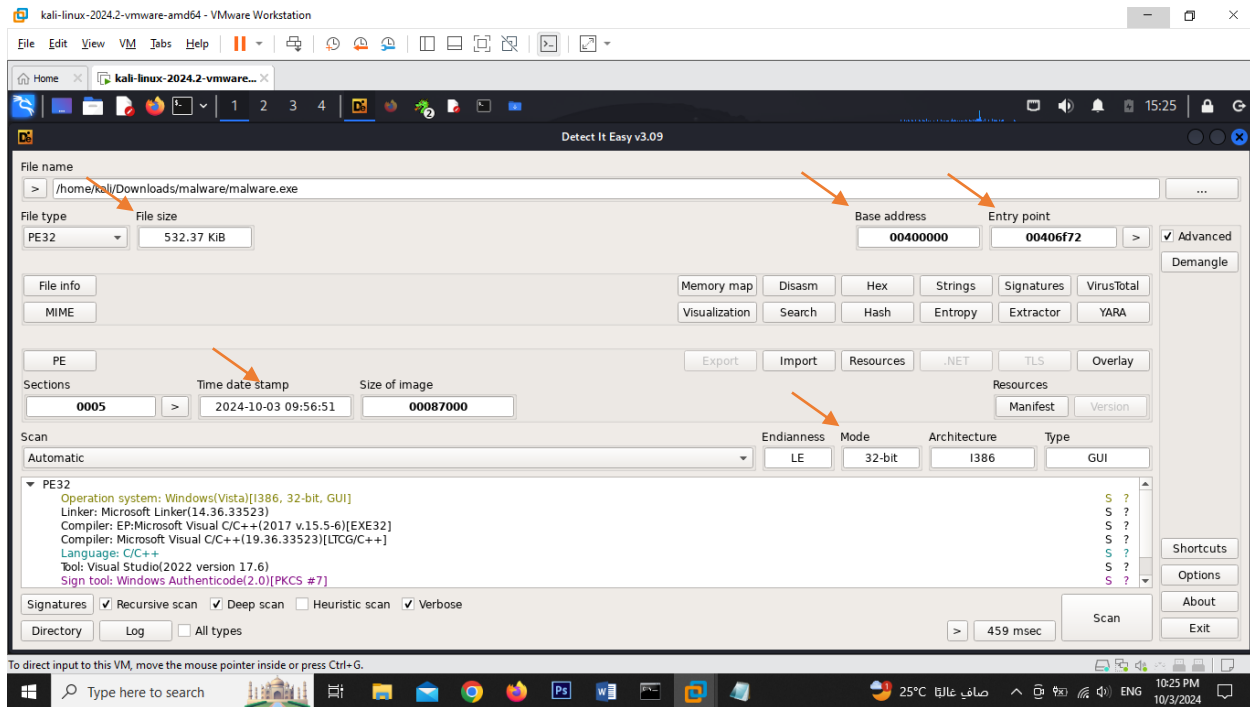 kali-linux-2024.2-vmware-amd64 - VMware Workstation
File Edit View VM Tabs Help
Home kali-linux-2024.2-vmware...
1 2 3 4 2 15:25
Detect It Easy v3.09
File name
> /home/kali/Downloads/malware/malware.exe ...
File type File size Base address Entry point
PE32 532.37 KiB 00400000 00406f72 > Advanced
Demangle
File info Memory map Disasm Hex Strings Signatures VirusTotal
MIME Visualization Search Hash Entropy Extractor YARA
PE Export Import Resources .NET TLS Overlay
Sections Time date stamp Size of image Resources
0005 > 2024-10-03 09:56:51 00087000 Manifest Version
Scan Endianness Mode Architecture Type
Automatic LE 32-bit I386 GUI
PE32
Operation system: Windows(Vista)[I386, 32-bit, GUI] S ?
Linker: Microsoft Linker(14.36.33523) S ?
Compiler: EP:Microsoft Visual C/C++(2017 v.15.5-6)[EXE32] S ?
Compiler: Microsoft Visual C/C++(19.36.33523)[LTCG/C++] S ?
Language: C/C++ S ?
Tool: Visual Studio(2022 version 17.6) S ?
Sign tool: Windows Authenticode(2.0)[PKCS #7] S ?
Shortcuts
Options
Signatures Recursive scan Deep scan Heuristic scan Verbose Scan About
Directory Log All types > 459 msec Exit
To direct input to this VM, move the mouse pointer inside or press Ctrl+G.
Type here to search Ps 1 25°C صافٍ غالبًا ENG 10:25 PM
10/3/2024